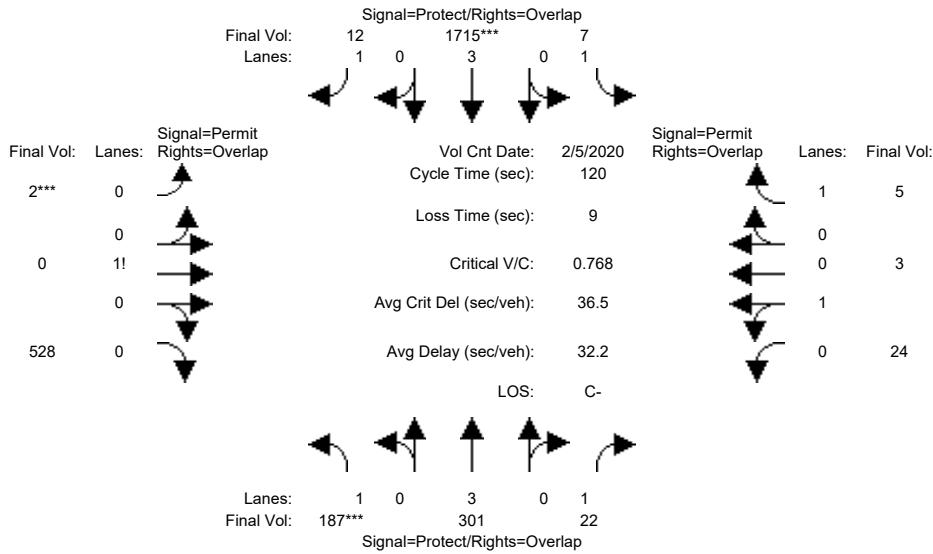 Signal=Protect/Rights=Overlap
Final Vol: 12 1715*** 7
Lanes: 1 0 3 0 1
Signal=Permit Signal=Permit
Final Vol: Lanes: Rights=Overlap Vol Cnt Date: 2/5/2020 Rights=Overlap Lanes: Final Vol:
Cycle Time (sec): 120
2*** 0 1 5
Loss Time (sec): 9
0 0
0 1! Critical V/C: 0.768 0 3
0 Avg Crit Del (sec/veh): 36.5 1
528 0 Avg Delay (sec/veh): 32.2 0 24
LOS: C-
Lanes: 1 0 3 0 1
Final Vol: 187*** 301 22
Signal=Protect/Rights=Overlap